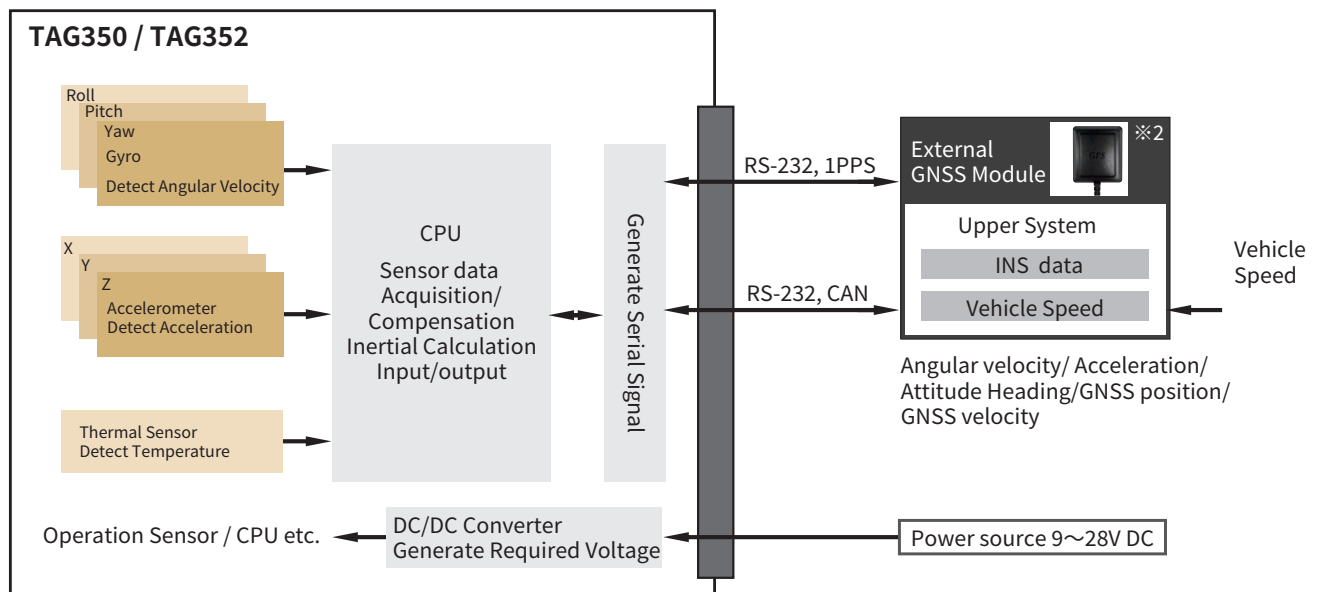 TAG350 / TAG352
Roll
Pitch
Yaw
Gyro
Detect Angular Velocity
X
Y
Z
Accelerometer
Detect Acceleration
Thermal Sensor
Detect Temperature
CPU
Sensor data
Acquisition/
Compensation
Inertial Calculation
Input/output
Generate Serial Signal
RS-232, 1PPS
RS-232, CAN
External
GNSS Module
GPS
※2
Upper System
INS data
Vehicle Speed
Vehicle
Speed
Angular velocity/ Acceleration/
Attitude Heading/GNSS position/
GNSS velocity
Operation Sensor / CPU etc.
DC/DC Converter
Generate Required Voltage
Power source 9～28V DC